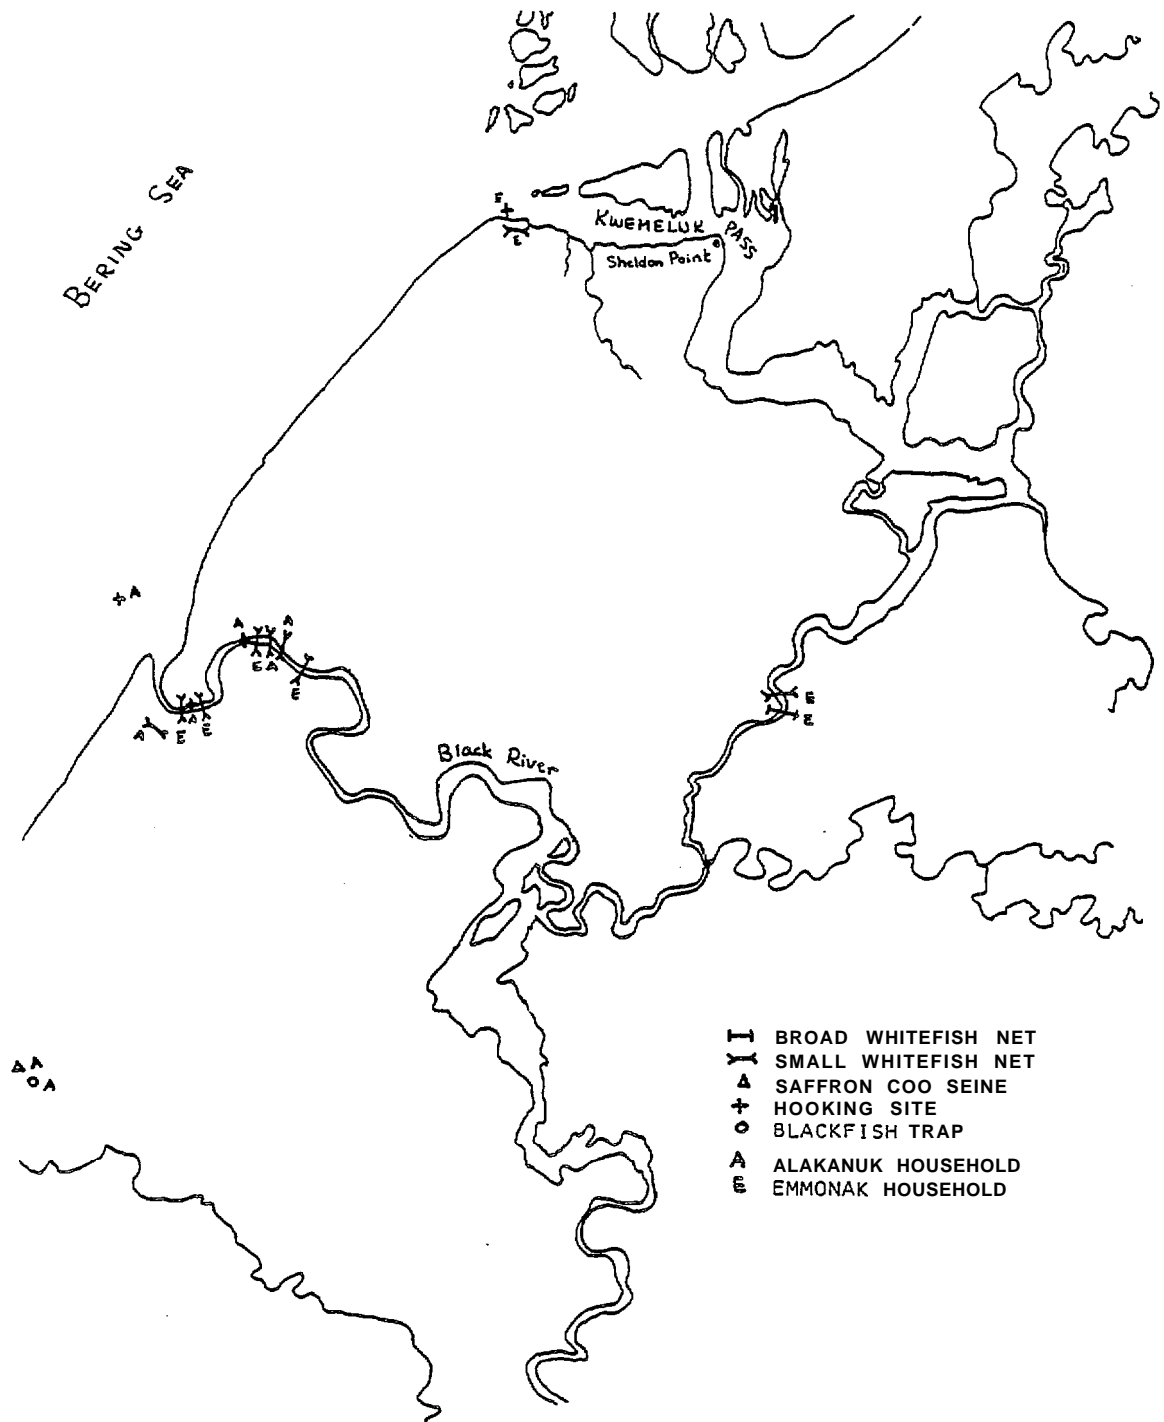 BERING SEA
E
KWEMELUK PASS
E
Sheldon Point
A
A
A
E
A
E
A
A
E
E
E
E
Black River
A
A
BROAD WHITEFISH NET
SMALL WHITEFISH NET
SAFFRON COO SEINE
HOOKING SITE
BLACKFISH TRAP
A ALAKANUK HOUSEHOLD
E EMMONAK HOUSEHOLD